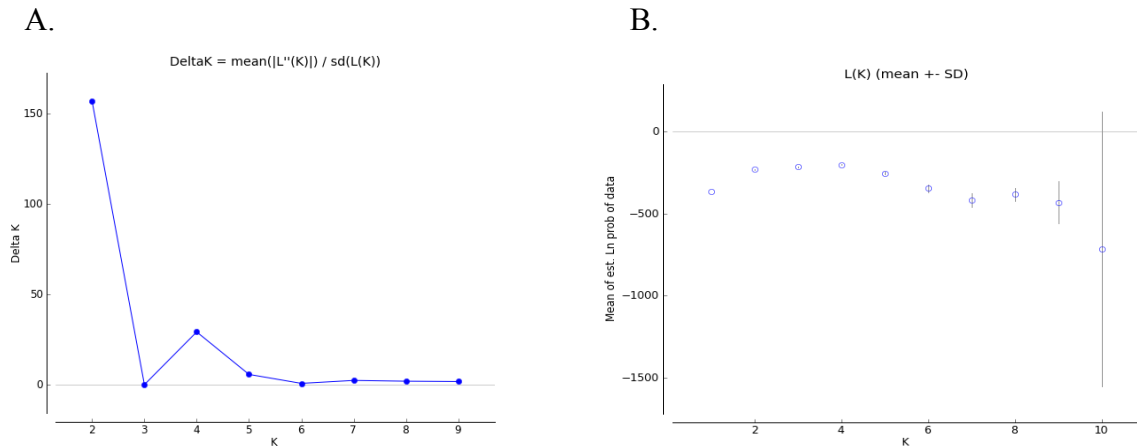 A.
DeltaK = mean(|L''(K)|) / sd(L(K))
Delta K
150
100
50
0
2 3 4 5 6 7 8 9
K
B.
L(K) (mean +- SD)
Mean of est. Ln prob of data
0
−500
−1000
−1500
2 4 6 8 10
K